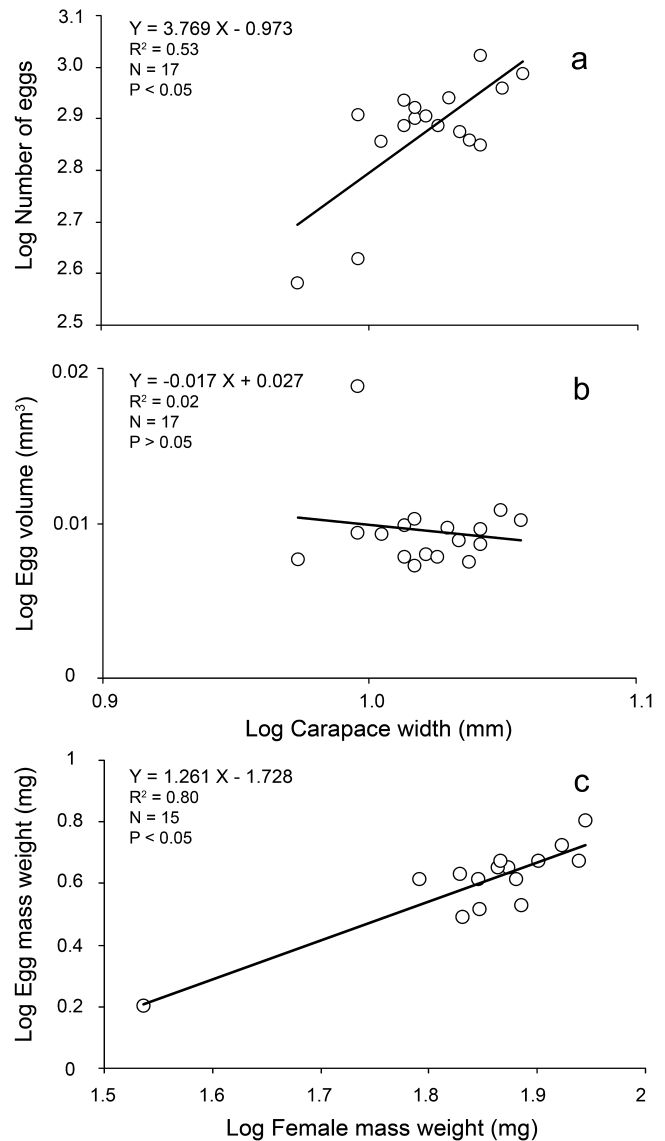 Y = 3.769 X - 0.973
R² = 0.53
N = 17
P < 0.05
a
Log Number of eggs
3.1
3.0
2.9
2.8
2.7
2.6
2.5
Y = -0.017 X + 0.027
R² = 0.02
N = 17
P > 0.05
b
Log Egg volume (mm³)
0.02
0.01
0
0.9 1.0 1.1
Log Carapace width (mm)
Y = 1.261 X - 1.728
R² = 0.80
N = 15
P < 0.05
c
Log Egg mass weight (mg)
1
0.8
0.6
0.4
0.2
0
1.5 1.6 1.7 1.8 1.9 2
Log Female mass weight (mg)